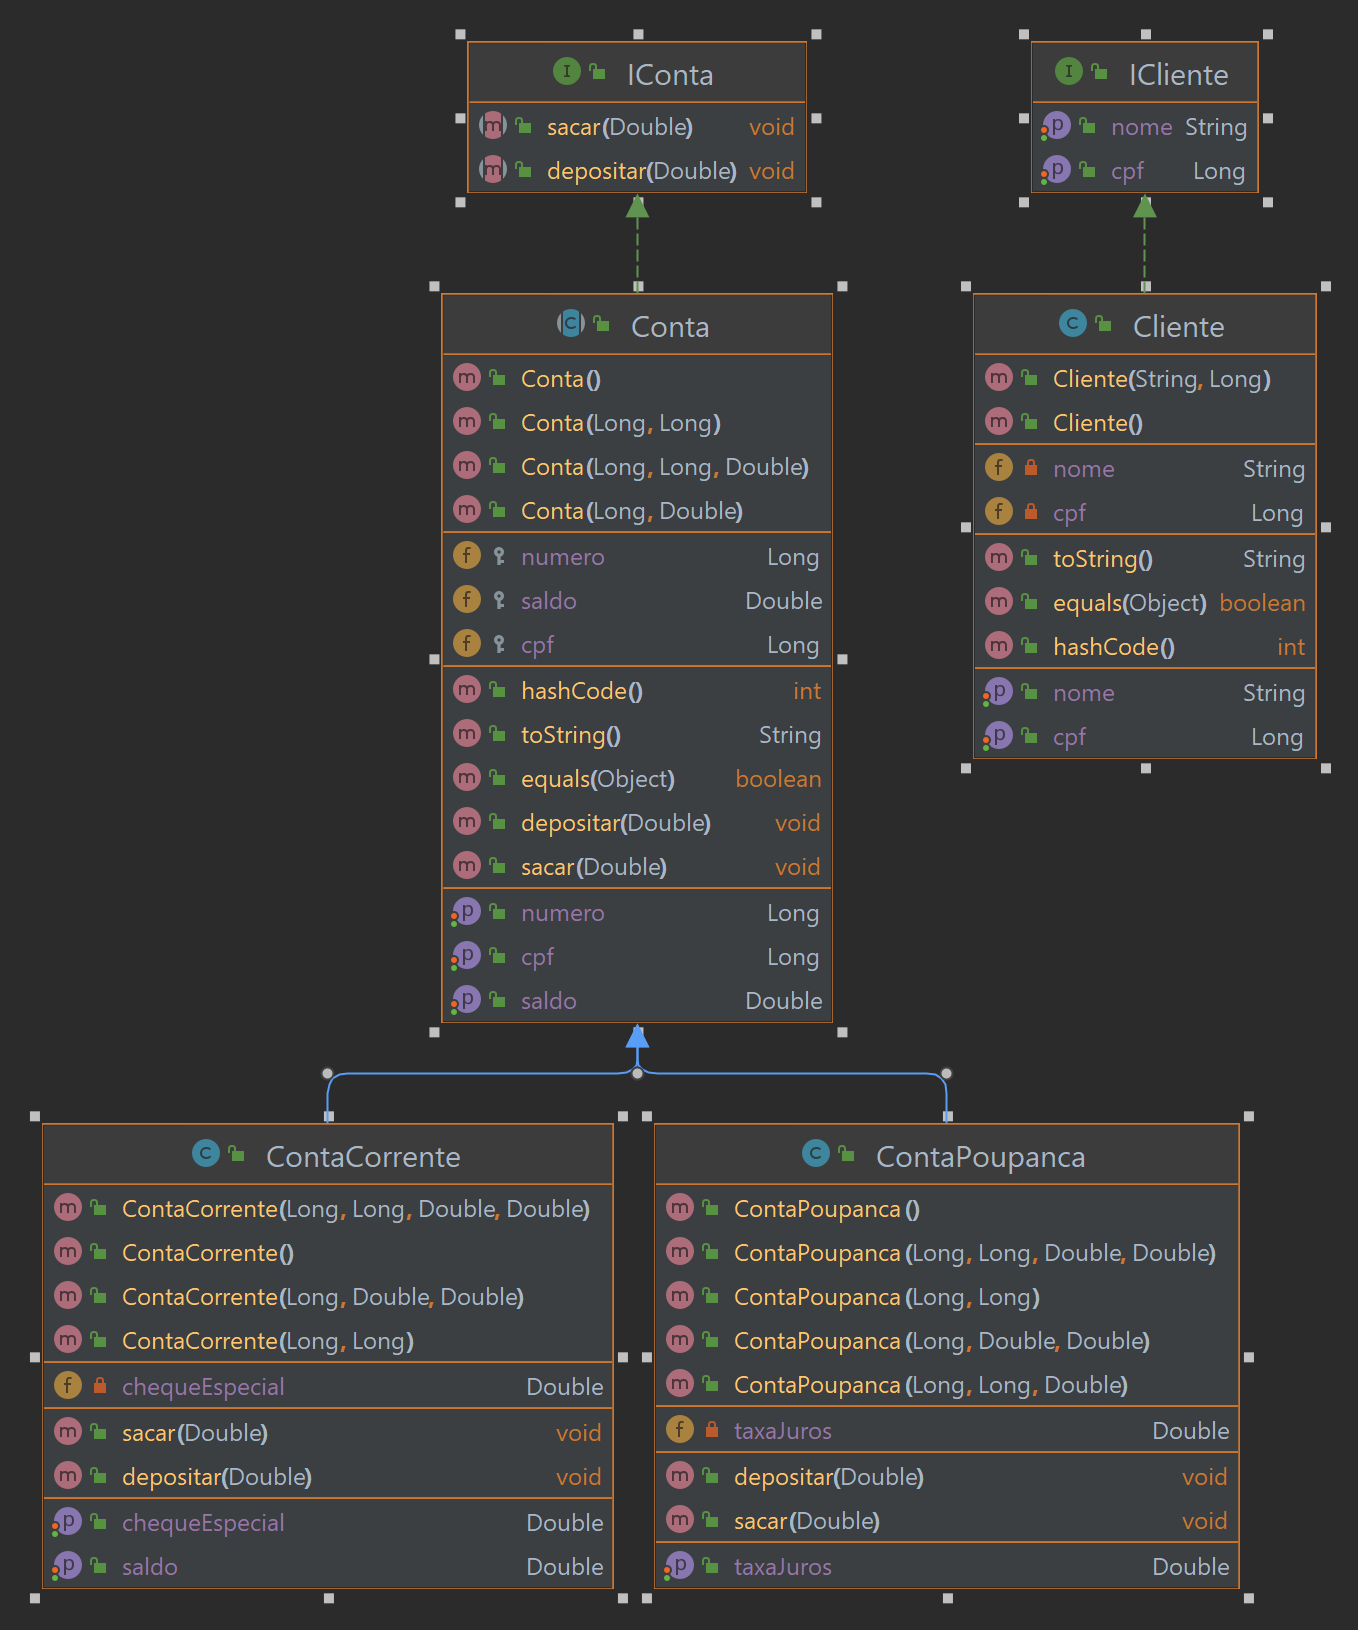 IConta
sacar(Double) void
depositar(Double) void
ICliente
nome String
cpf Long
Conta
Conta()
Conta(Long, Long)
Conta(Long, Long, Double)
Conta(Long, Double)
numero Long
saldo Double
cpf Long
hashCode() int
toString() String
equals(Object) boolean
depositar(Double) void
sacar(Double) void
numero Long
cpf Long
saldo Double
Cliente
Cliente(String, Long)
Cliente()
nome String
cpf Long
toString() String
equals(Object) boolean
hashCode() int
nome String
cpf Long
ContaCorrente
ContaCorrente(Long, Long, Double, Double)
ContaCorrente()
ContaCorrente(Long, Double, Double)
ContaCorrente(Long, Long)
chequeEspecial Double
sacar(Double) void
depositar(Double) void
chequeEspecial Double
saldo Double
ContaPoupanca
ContaPoupanca()
ContaPoupanca(Long, Long, Double, Double)
ContaPoupanca(Long, Long)
ContaPoupanca(Long, Double, Double)
ContaPoupanca(Long, Long, Double)
taxaJuros Double
depositar(Double) void
sacar(Double) void
taxaJuros Double